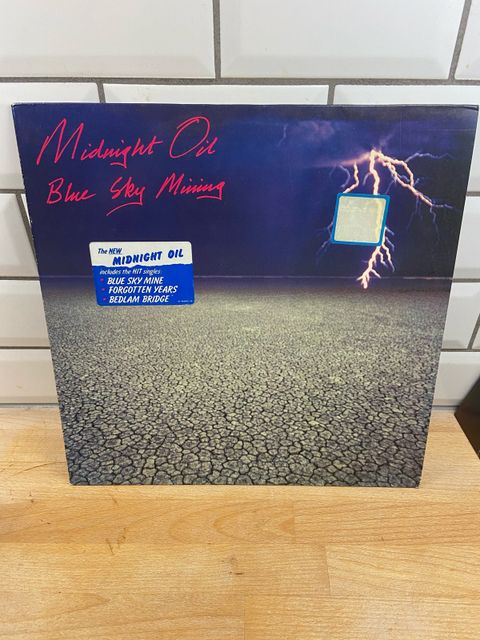 Midnight Oil
Blue Sky Mining
The NEW
MIDNIGHT OIL
includes the HIT singles
BLUE SKY MINE
FORGOTTEN YEARS
BEDLAM BRIDGE